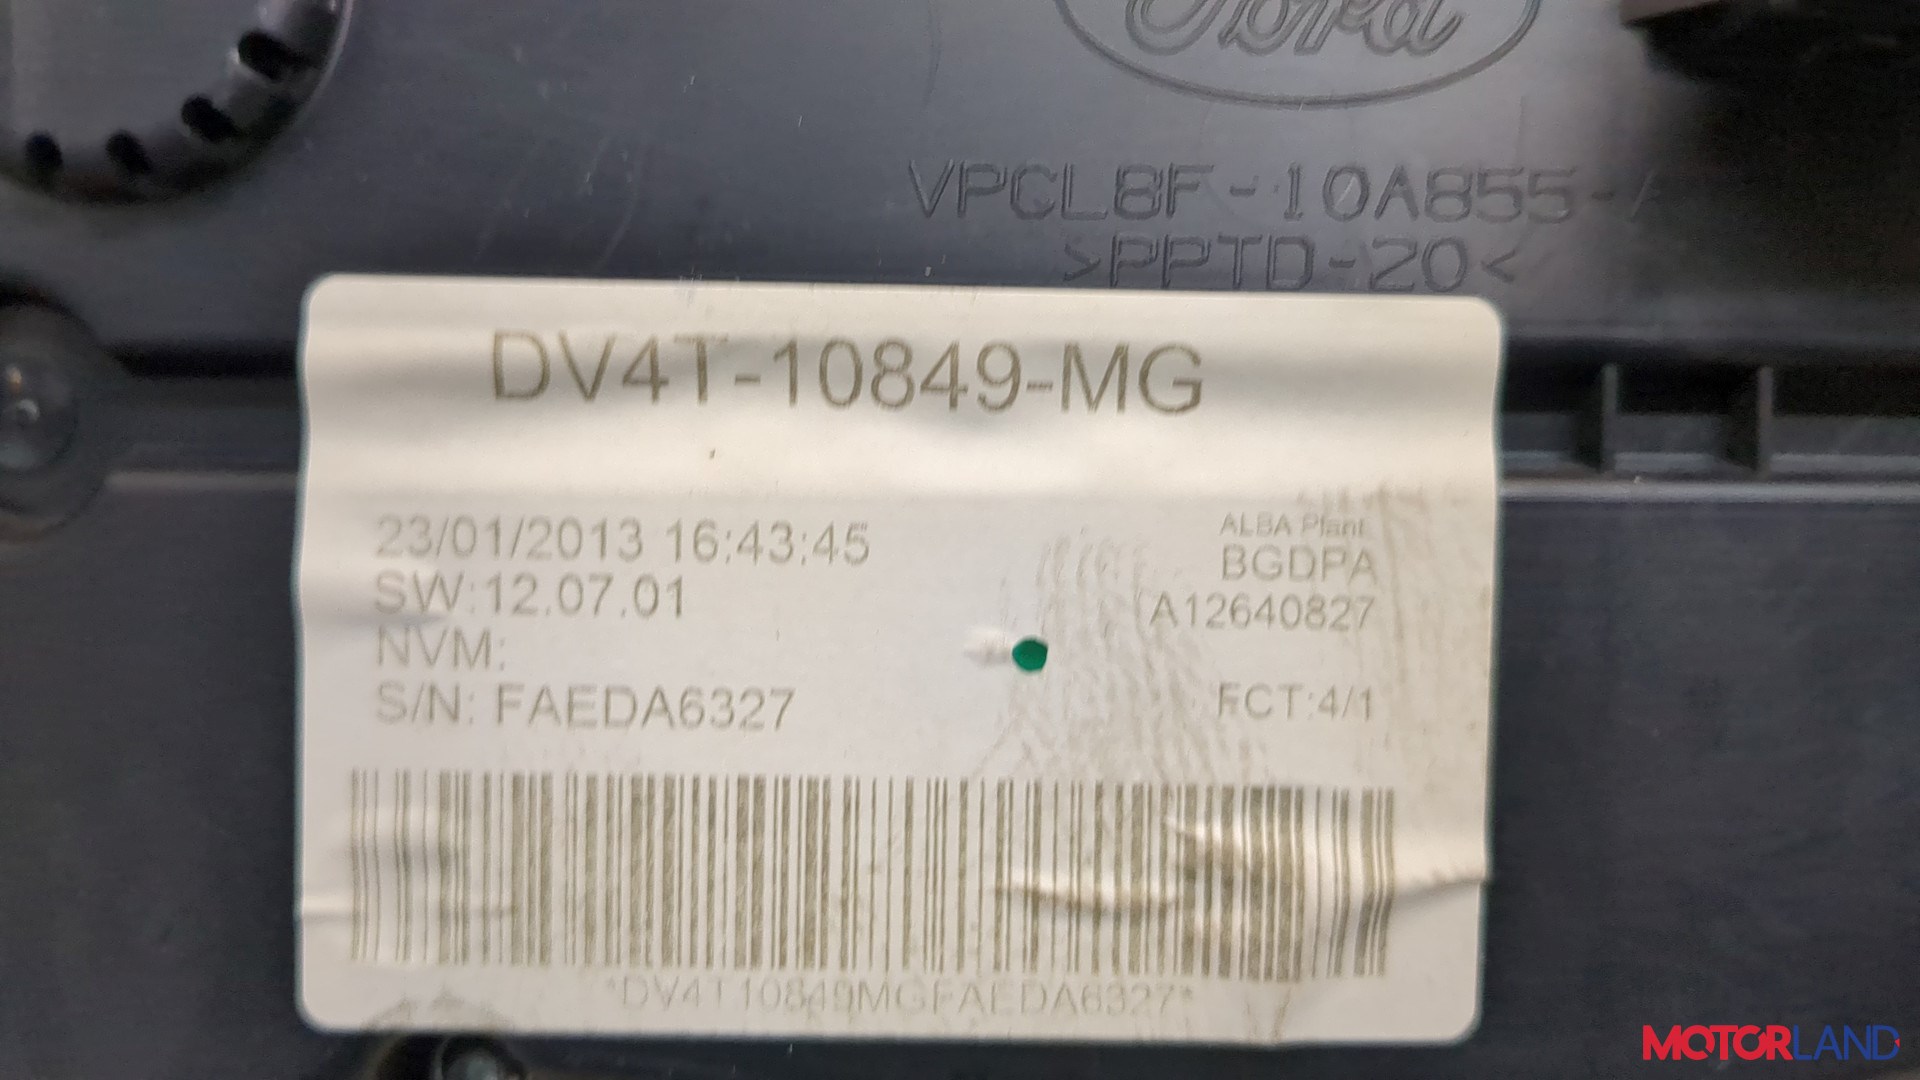 Ford
VPCL8F-10A855-A
>PPTD-20<
DV4T-10849-MG
23/01/2013 16:43:45
SW:12.07.01
NVM:
S/N: FAEDA6327
ALBA Plant
BGDPA
A12640827
FCT:4/1
*DV4T10849MGFAEDA6327*
MOTORLAND